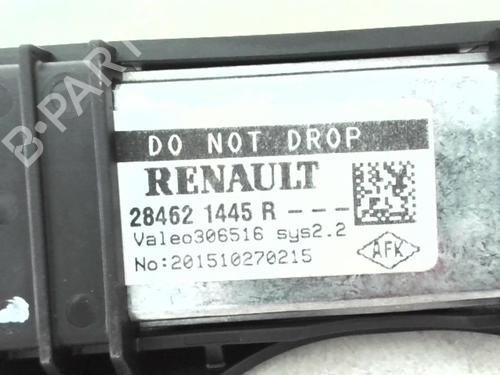 B-PART
DO NOT DROP
RENAULT
28462 1445 R - - -
Valeo306516 sys2.2
No:201510270215
AFK